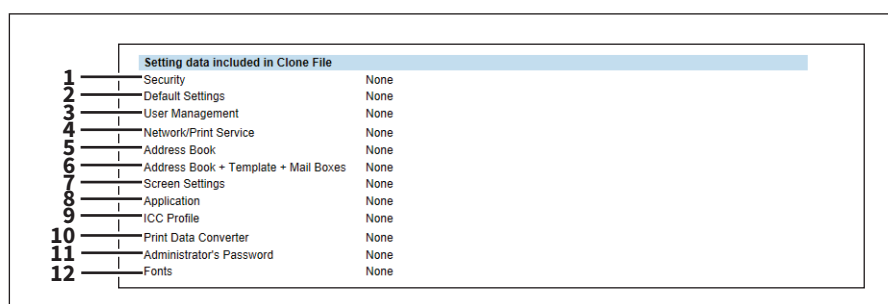 Setting data included in Clone File
1 Security None
2 Default Settings None
3 User Management None
4 Network/Print Service None
5 Address Book None
6 Address Book + Template + Mail Boxes None
7 Screen Settings None
8 Application None
9 ICC Profile None
10 Print Data Converter None
11 Administrator's Password None
12 Fonts None